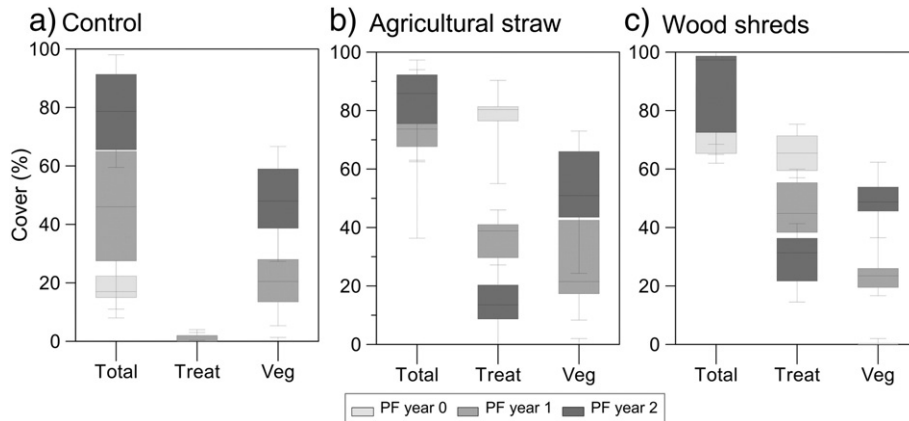 a) Control
b) Agricultural straw
c) Wood shreds
Cover (%)
100
80
60
40
20
0
Total Treat Veg
100
80
60
40
20
0
Total Treat Veg
100
80
60
40
20
0
Total Treat Veg
PF year 0 PF year 1 PF year 2